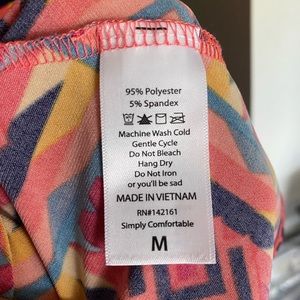 95% Polyester
5% Spandex
Machine Wash Cold
Gentle Cycle
Do Not Bleach
Hang Dry
Do Not Iron
or you'll be sad
MADE IN VIETNAM
RN#142161
Simply Comfortable
M